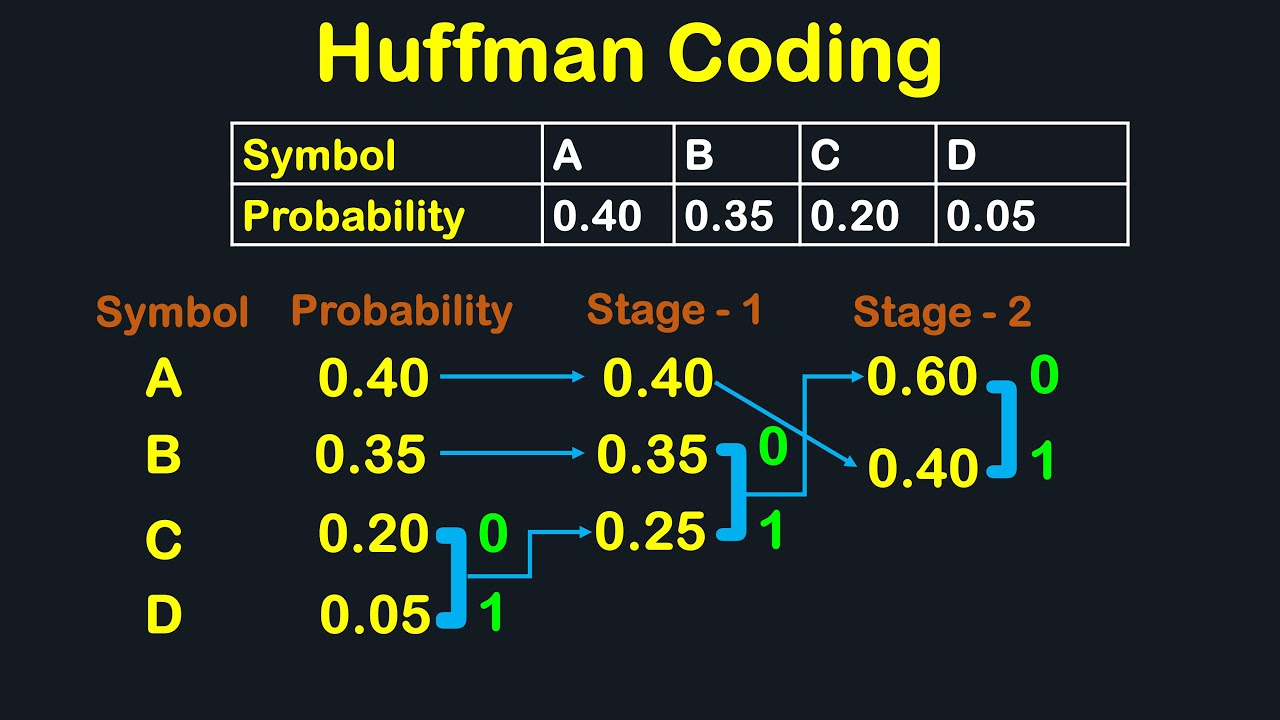 Huffman Coding
Symbol A B C D
Probability 0.40 0.35 0.20 0.05
Symbol Probability Stage - 1 Stage - 2
A 0.40 0.40 0.60 0
B 0.35 0.35 0 0.40 1
C 0.20 0 0.25 1
D 0.05 1